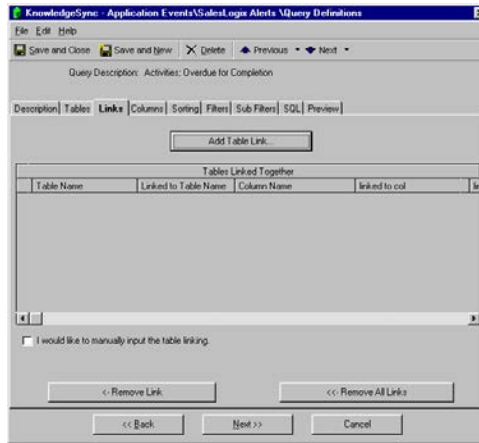 KnowledgeSync - Application Events\SalesLogix Alerts \Query Definitions
File Edit Help
Save and Close Save and New Delete Previous Next
Query Description: Activities: Overdue for Completion
Description Tables Links Columns Sorting Filters Sub Filters SQL Preview
Add Table Link...
Tables Linked Together
Table Name Linked to Table Name Column Name linked to col
I would like to manually input the table linking.
<- Remove Link <<- Remove All Links
<< Back Next >> Cancel